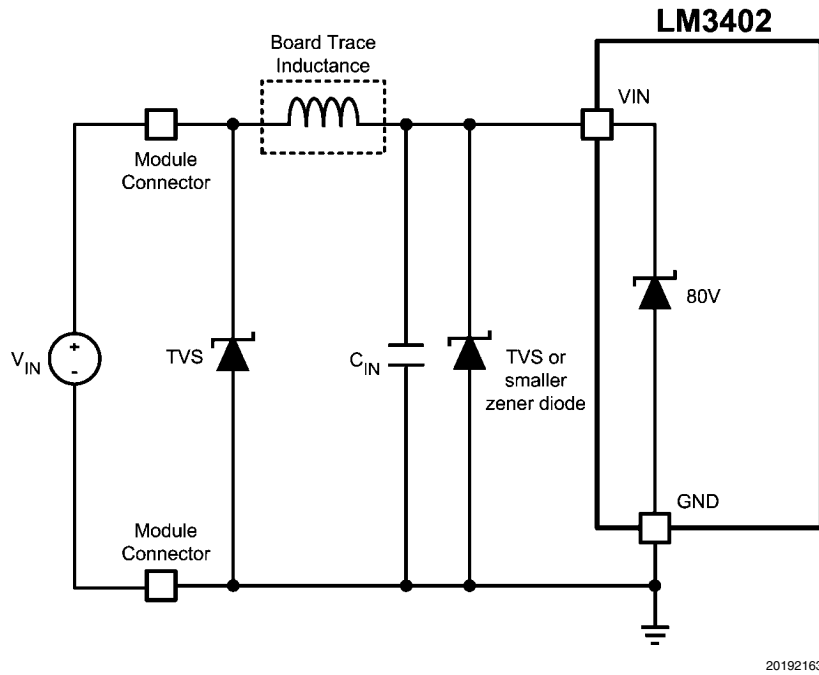 LM3402
Board Trace
Inductance
VIN
Module
Connector
80V
VIN
+
-
TVS
CIN
TVS or
smaller
zener diode
GND
Module
Connector
20192163